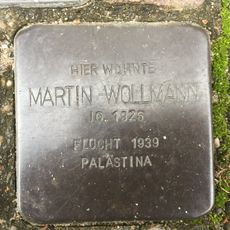 HIER WOHNTE
MARTIN WOLLMANN
JG. 1926
FLUCHT 1939
PALÄSTINA